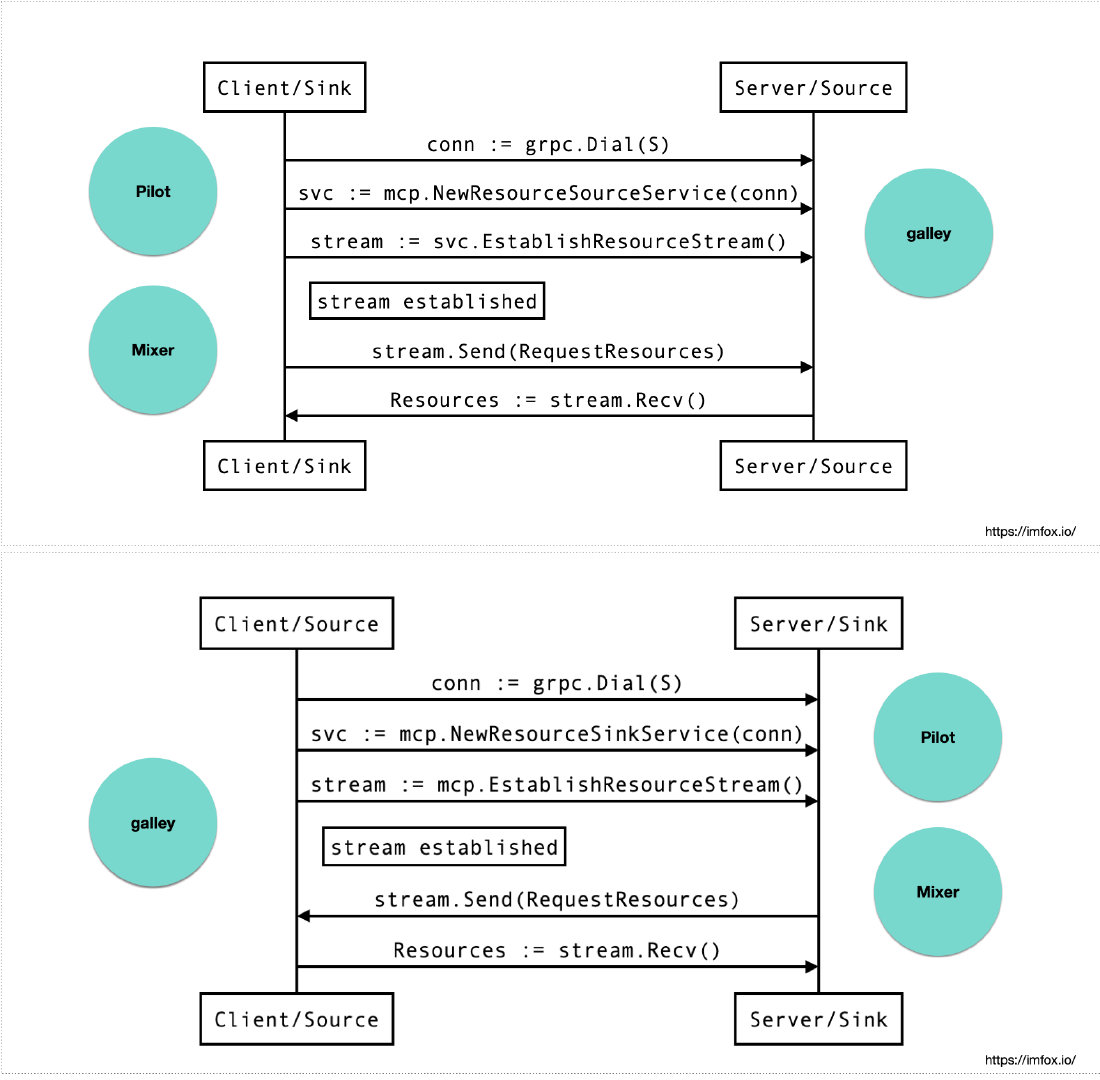 Client/Sink
Server/Source
conn := grpc.Dial(S)
Pilot
svc := mcp.NewResourceSourceService(conn)
galley
stream := svc.EstablishResourceStream()
stream established
Mixer
stream.Send(RequestResources)
Resources := stream.Recv()
Client/Sink
Server/Source
https://imfox.io/
Client/Source
Server/Sink
conn := grpc.Dial(S)
svc := mcp.NewResourceSinkService(conn)
Pilot
stream := mcp.EstablishResourceStream()
galley
stream established
stream.Send(RequestResources)
Mixer
Resources := stream.Recv()
Client/Source
Server/Sink
https://imfox.io/